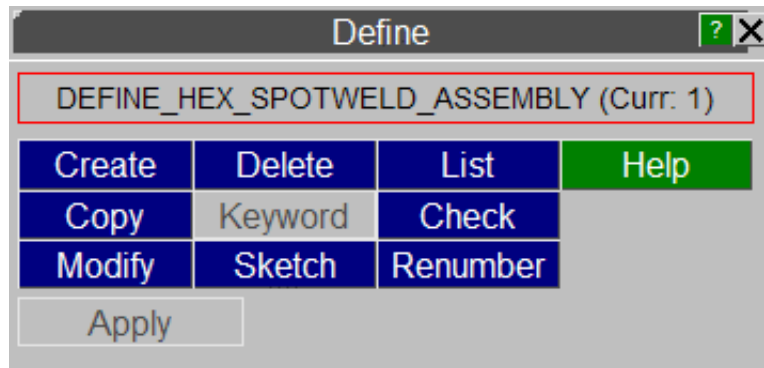 Define ? X
DEFINE_HEX_SPOTWELD_ASSEMBLY (Curr: 1)
Create Delete List Help
Copy Keyword Check
Modify Sketch Renumber
Apply